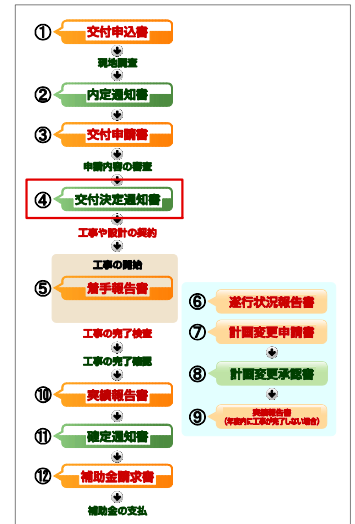 ① 交付申込書
現地調査
② 内定通知書
③ 交付申請書
申請内容の審査
④ 交付決定通知書
工事や設計の契約
工事の開始
⑤ 着手報告書
⑥ 遂行状況報告書
⑦ 計画変更申請書
⑧ 計画変更承認書
⑨ 実績報告書
(年度内に工事が完了しない場合)
工事の完了検査
工事の完了確認
⑩ 実績報告書
⑪ 確定通知書
⑫ 補助金請求書
補助金の支払